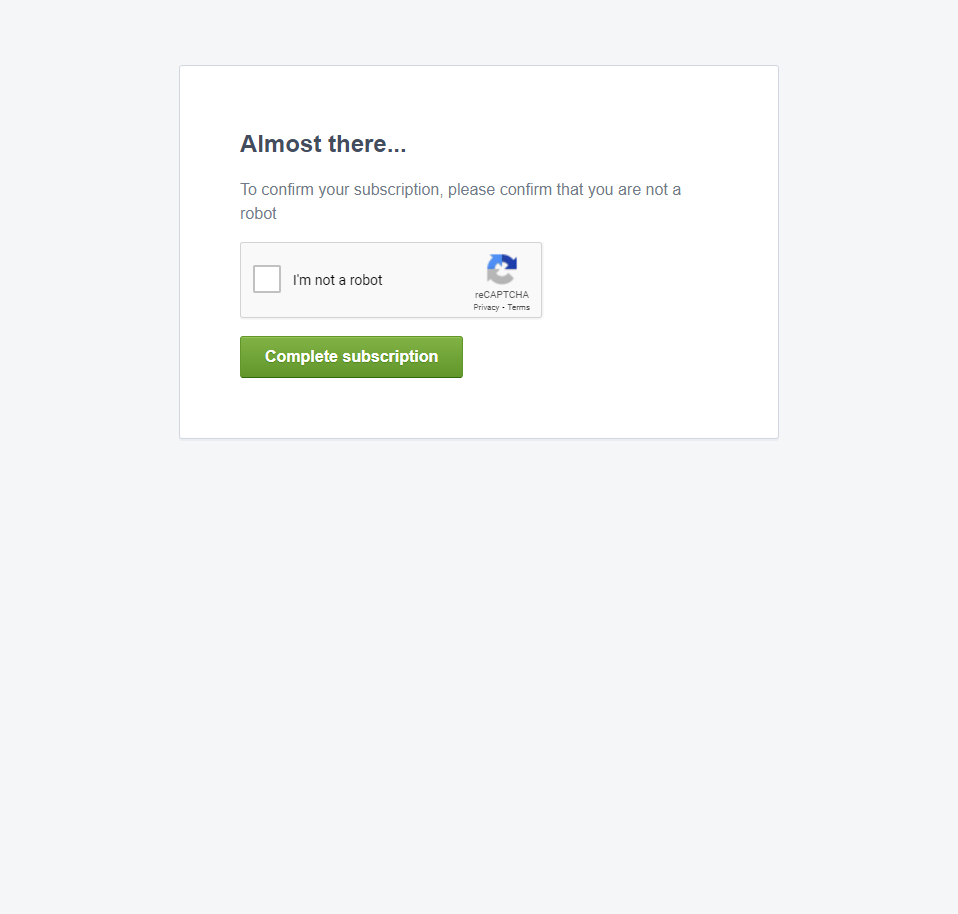 Almost there...
To confirm your subscription, please confirm that you are not a
robot
I'm not a robot
reCAPTCHA
Privacy - Terms
Complete subscription